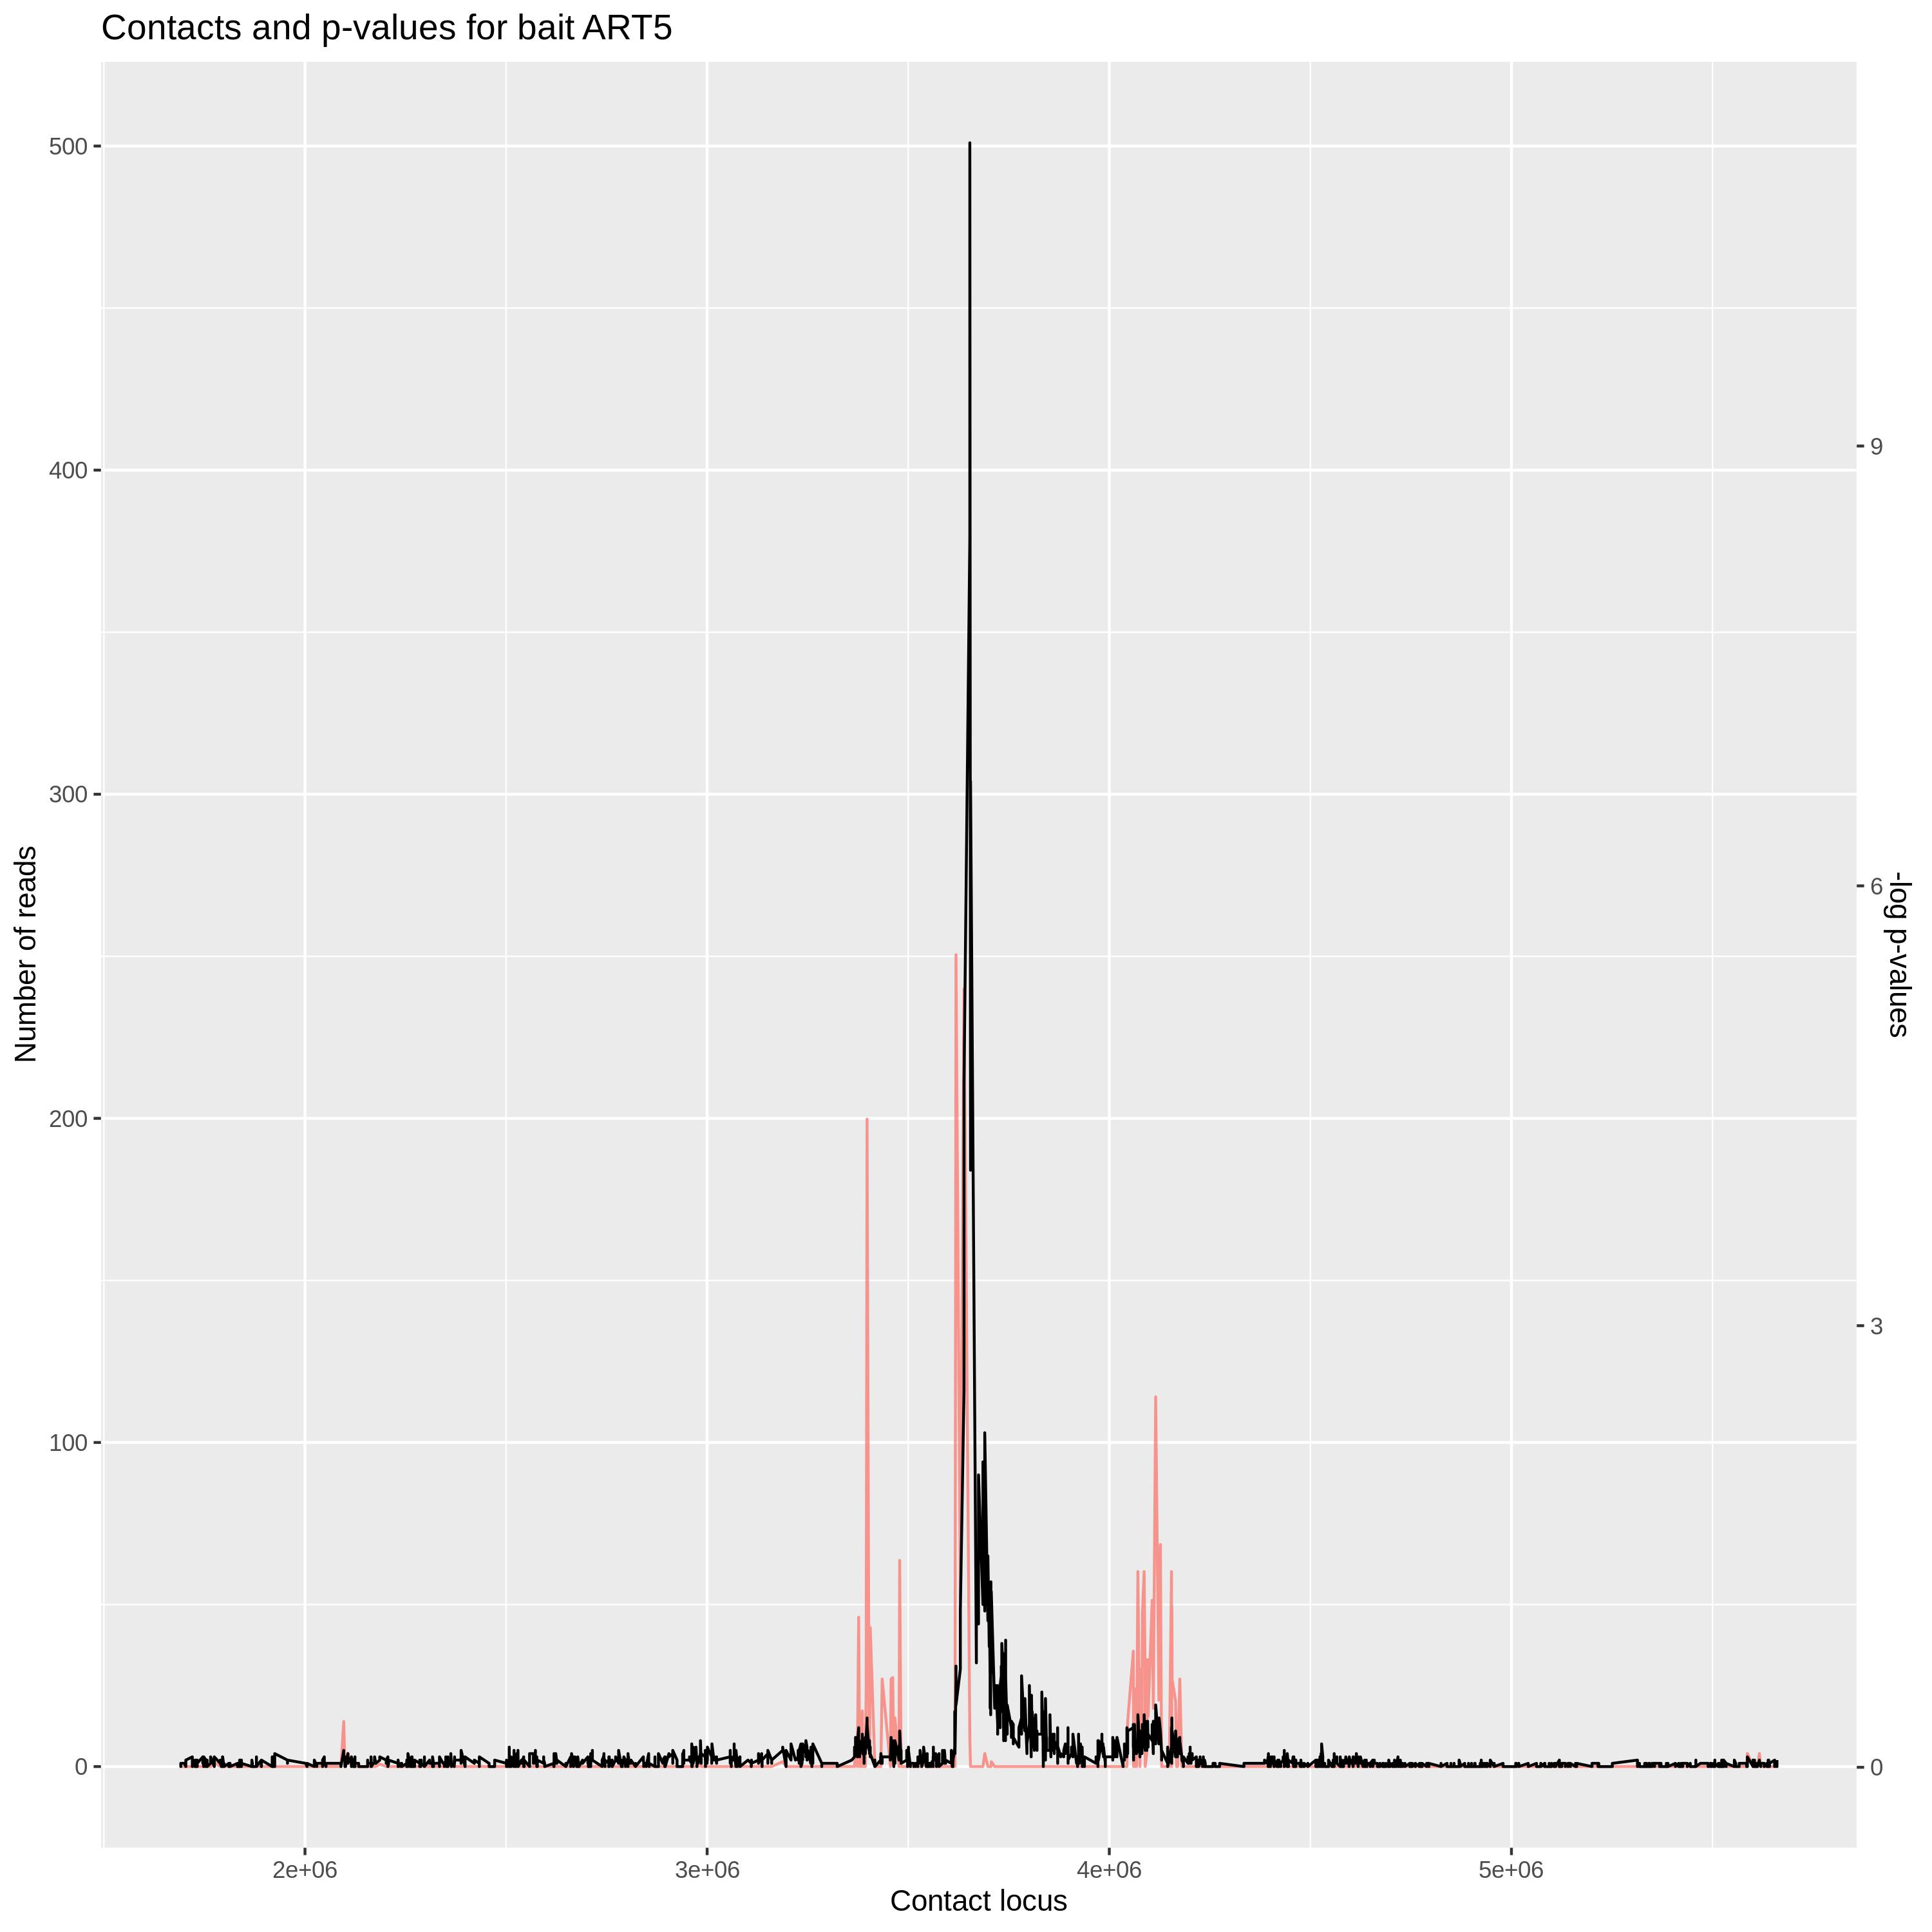 Contacts and p-values for bait ART5
500
400
300
200
100
0
Number of reads
9
6
3
0
-log p-values
2e+06
3e+06
4e+06
5e+06
Contact locus